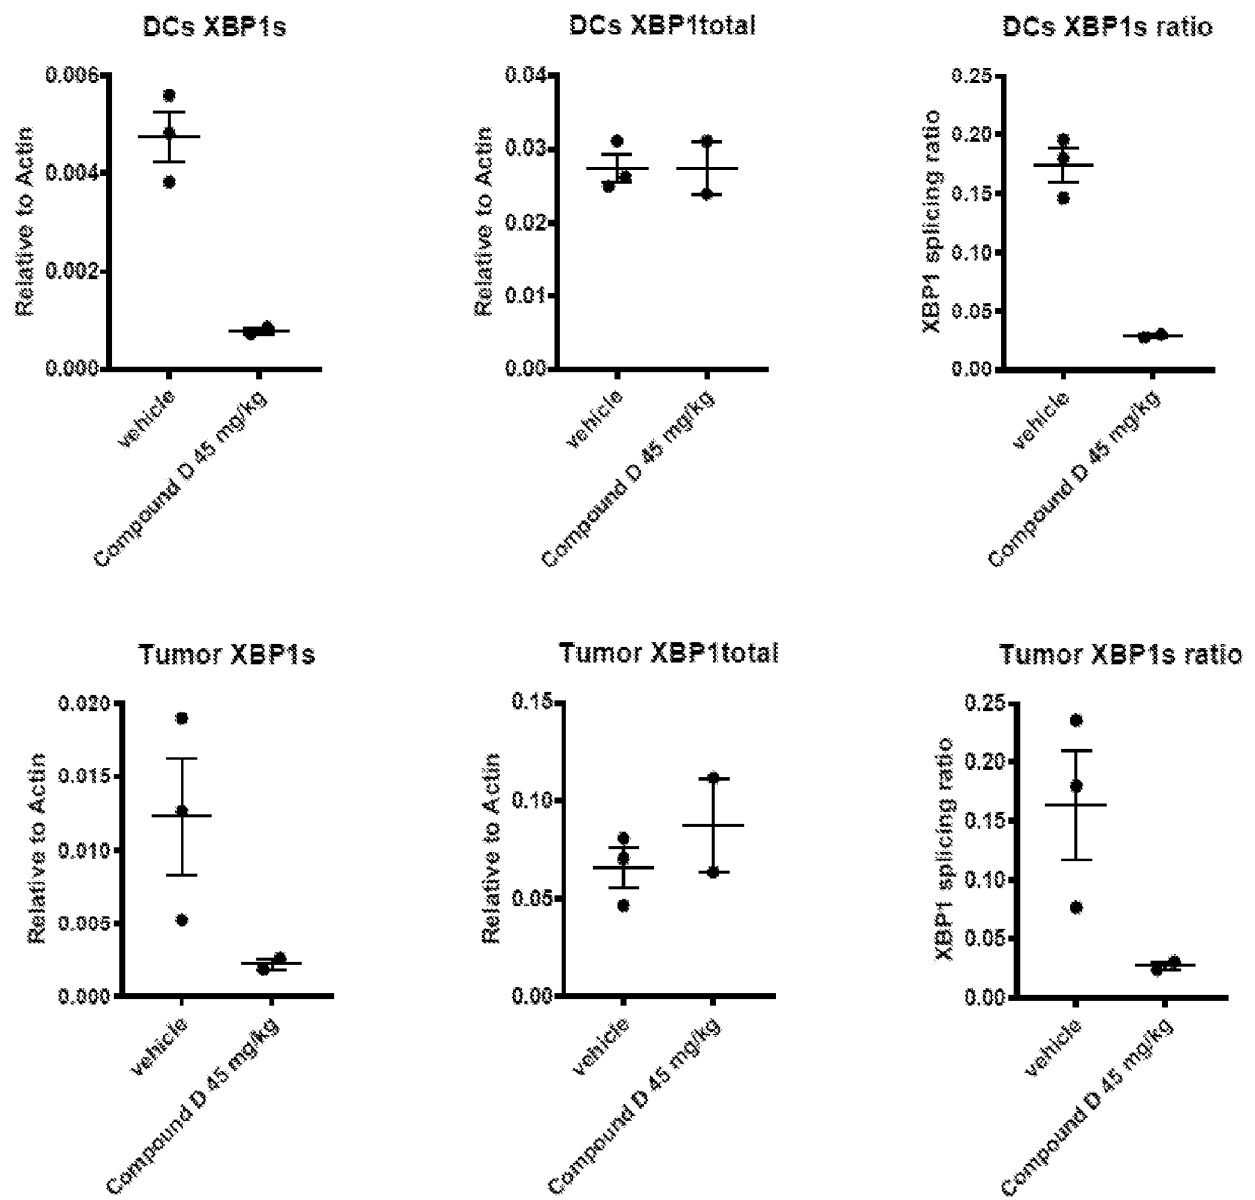 DCs XBP1s
DCs XBP1total
DCs XBP1s ratio
Relative to Actin
0.006
0.004
0.002
0.000
vehicle
Compound D 45 mg/kg
Relative to Actin
0.04
0.03
0.02
0.01
0.00
vehicle
Compound D 45 mg/kg
XBP1 splicing ratio
0.25
0.20
0.15
0.10
0.05
0.00
vehicle
Compound D 45 mg/kg
Tumor XBP1s
Tumor XBP1total
Tumor XBP1s ratio
Relative to Actin
0.020
0.015
0.010
0.005
0.000
vehicle
Compound D 45 mg/kg
Relative to Actin
0.15
0.10
0.05
0.00
vehicle
Compound D 45 mg/kg
XBP1 splicing ratio
0.25
0.20
0.15
0.10
0.05
0.00
vehicle
Compound D 45 mg/kg